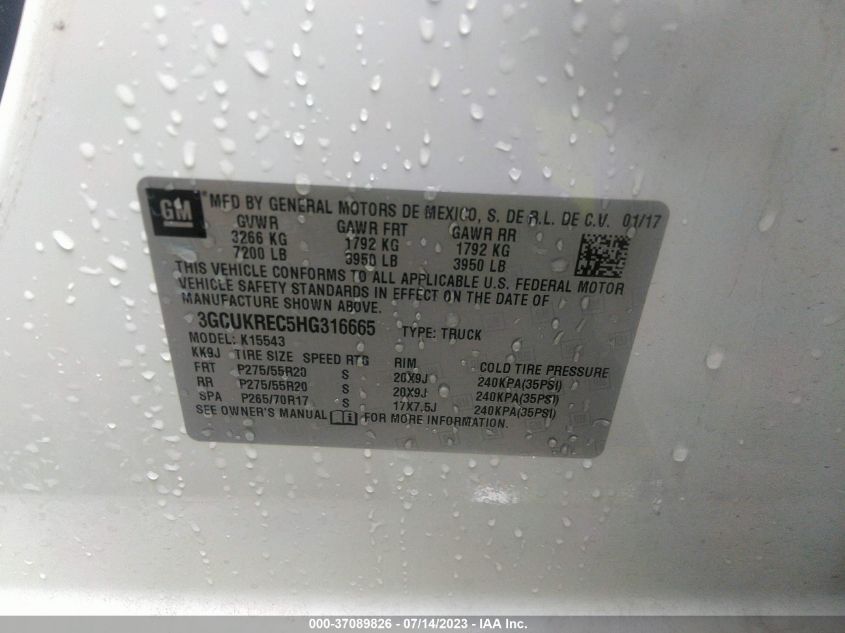 GM
**MFD BY GENERAL MOTORS DE MEXICO, S. DE R.L. DE C.V. 01/17
GVWR GAWR FRT GAWR RR
3266 KG 1792 KG 1792 KG
7200 LB 3950 LB 3950 LB
THIS VEHICLE CONFORMS TO ALL APPLICABLE U.S. FEDERAL MOTOR
VEHICLE SAFETY STANDARDS IN EFFECT ON THE DATE OF
MANUFACTURE SHOWN ABOVE.
3GCUKREC5HG316665 TYPE: TRUCK
MODEL: K15543
KK9J TIRE SIZE SPEED RTG RIM COLD TIRE PRESSURE
FRT P275/55R20 S 20X9J 240KPA(35PSI)
RR P275/55R20 S 20X9J 240KPA(35PSI)
SPA P265/70R17 S 17X7.5J 240KPA(35PSI)
SEE OWNER'S MANUAL FOR MORE INFORMATION.
000-37089826 - 07/14/2023 - IAA Inc.